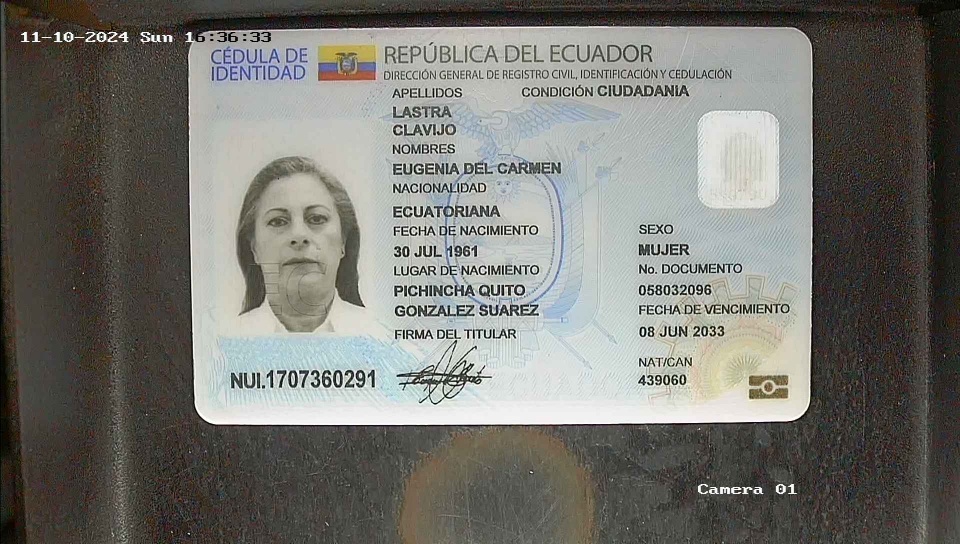 11-10-2024 Sun 16:36:33
CÉDULA DE IDENTIDAD
REPÚBLICA DEL ECUADOR
DIRECCIÓN GENERAL DE REGISTRO CIVIL, IDENTIFICACIÓN Y CEDULACIÓN
APELLIDOS
CONDICIÓN CIUDADANIA
LASTRA
CLAVIJO
NOMBRES
EUGENIA DEL CARMEN
NACIONALIDAD
ECUATORIANA
FECHA DE NACIMIENTO
30 JUL 1961
LUGAR DE NACIMIENTO
PICHINCHA QUITO
GONZALEZ SUAREZ
FIRMA DEL TITULAR
SEXO
MUJER
No. DOCUMENTO
058032096
FECHA DE VENCIMIENTO
08 JUN 2033
NAT/CAN
439060
NUI.1707360291
Camera 01